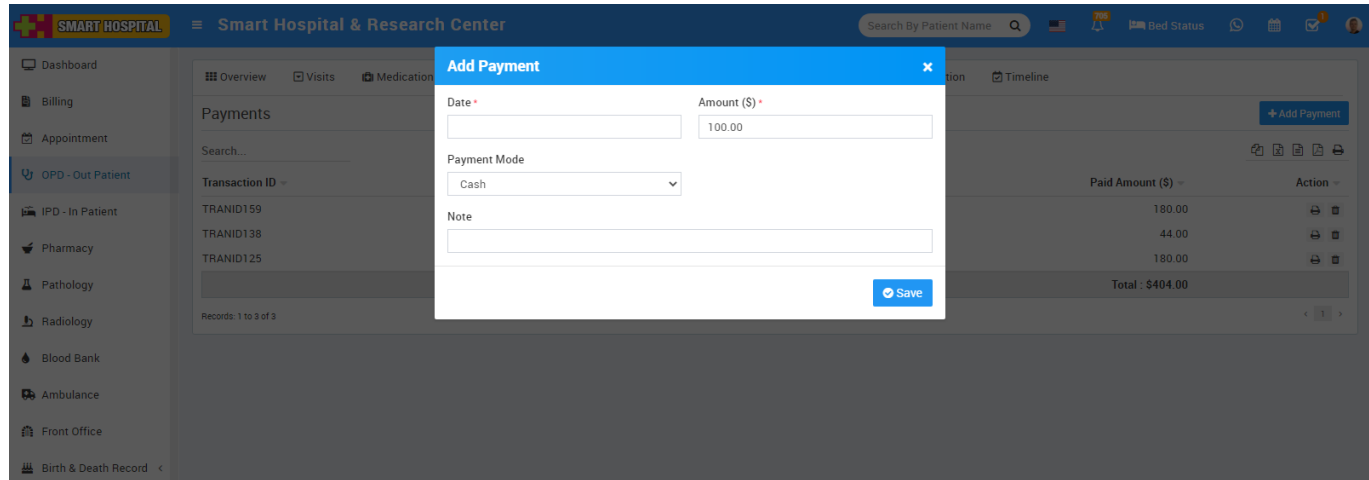 SMART HOSPITAL
Smart Hospital & Research Center
Search By Patient Name
705
Bed Status
1
Dashboard
Billing
Appointment
OPD - Out Patient
IPD - In Patient
Pharmacy
Pathology
Radiology
Blood Bank
Ambulance
Front Office
Birth & Death Record <
Overview Visits Medication tion Timeline
Payments
+ Add Payment
Search...
Transaction ID Paid Amount ($) Action
TRANID159 180.00
TRANID138 44.00
TRANID125 180.00
Total : $404.00
Records: 1 to 3 of 3 < 1 >
Add Payment ×
Date * Amount ($) *
100.00
Payment Mode
Cash
Note
Save